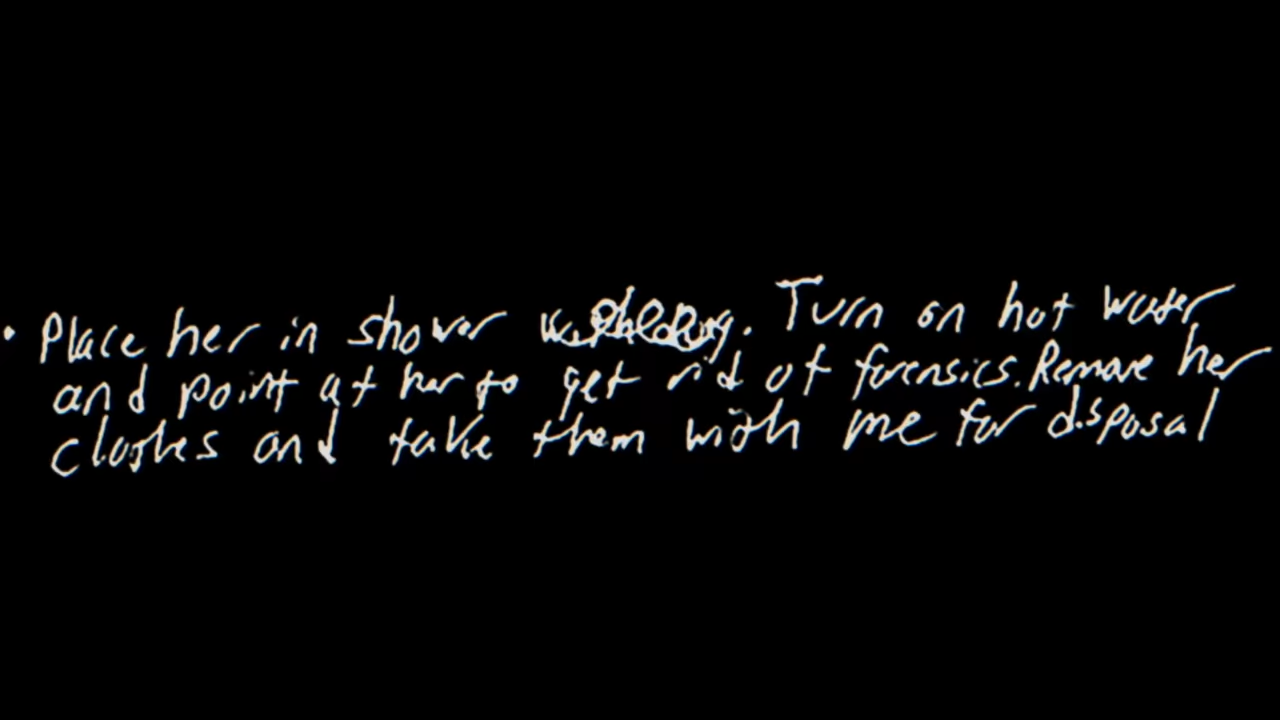 • Place her in shower. Turn on hot water
and point at her to get rid of forensics. Remove her
clothes and take them with me for disposal